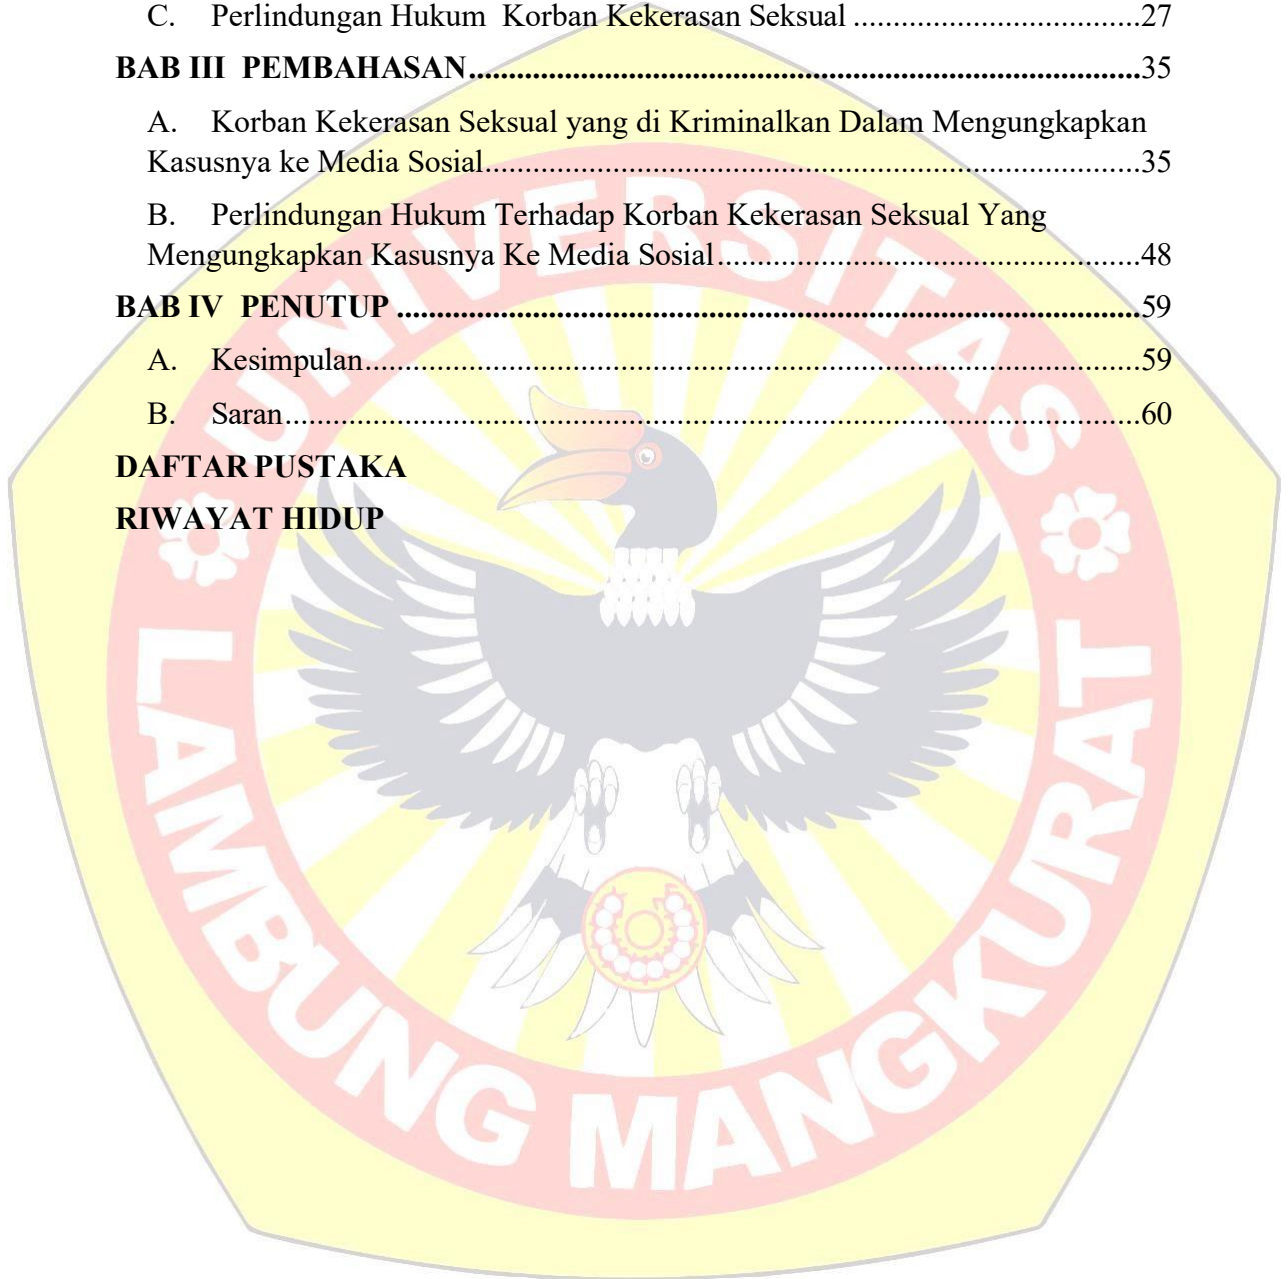 C. Perlindungan Hukum Korban Kekerasan Seksual ...................................27
BAB III PEMBAHASAN.....................................................................................35
A. Korban Kekerasan Seksual yang di Kriminalkan Dalam Mengungkapkan
Kasusnya ke Media Sosial..................................................................................35
B. Perlindungan Hukum Terhadap Korban Kekerasan Seksual Yang
Mengungkapkan Kasusnya Ke Media Sosial.....................................................48
BAB IV PENUTUP ..............................................................................................59
A. Kesimpulan.................................................................................................59
B. Saran...........................................................................................................60
DAFTAR PUSTAKA
RIWAYAT HIDUP
UNIVERSITAS
LAMBUNG MANGKURAT